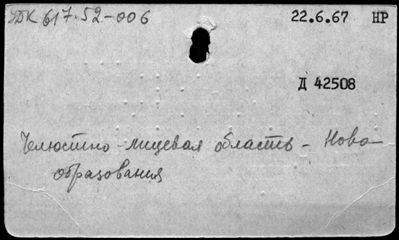 УДК 617.52-006
22.6.67 НР
Д 42508
Челюстно-лицевая область - Ново-
образования